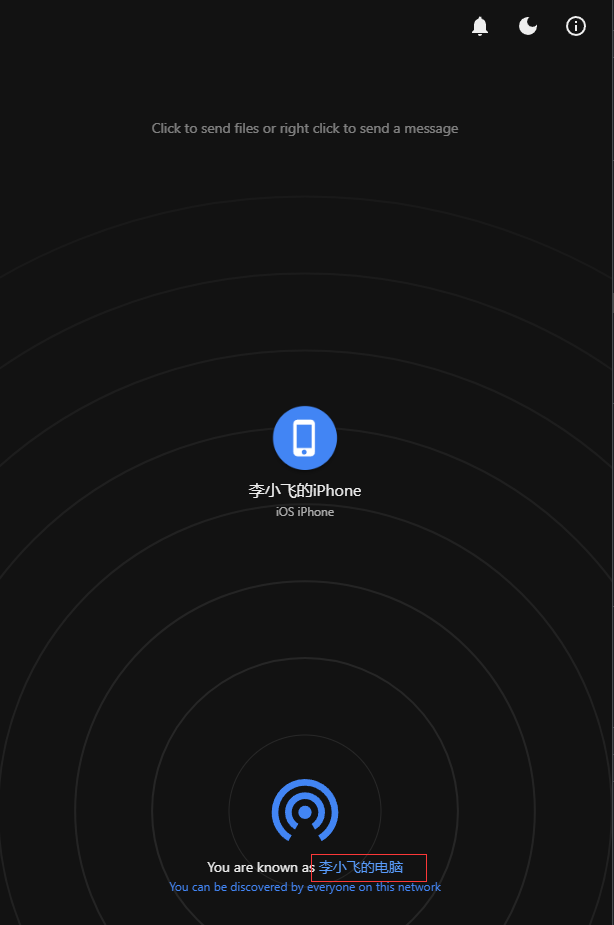 Click to send files or right click to send a message
李小飞的iPhone
iOS iPhone
You are known as 李小飞的电脑
You can be discovered by everyone on this network